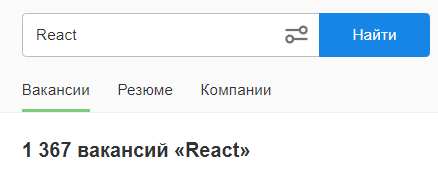 React
Найти
Вакансии Резюме Компании
1 367 вакансий «React»